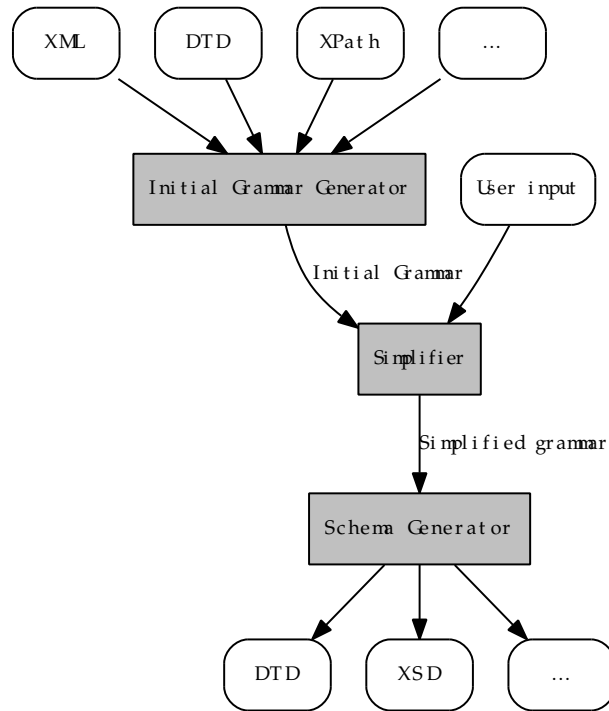 XML
DTD
XPath
...
Initial Grammar Generator
User input
Initial Grammar
Simplifier
Simplified grammar
Schema Generator
DTD
XSD
...